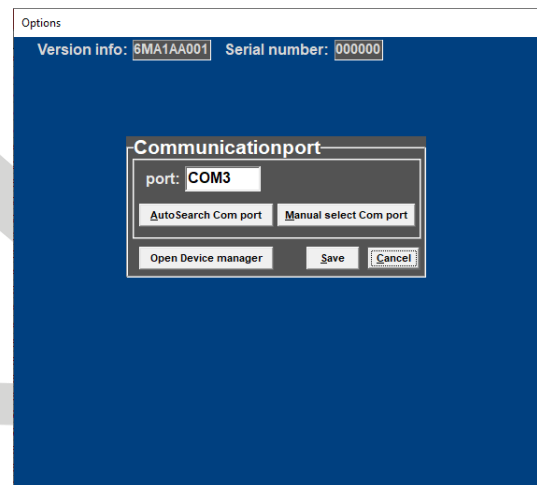 Options
Version info: 6MA1AA001 Serial number: 000000
Communicationport
port: COM3
AutoSearch Com port Manual select Com port
Open Device manager Save Cancel